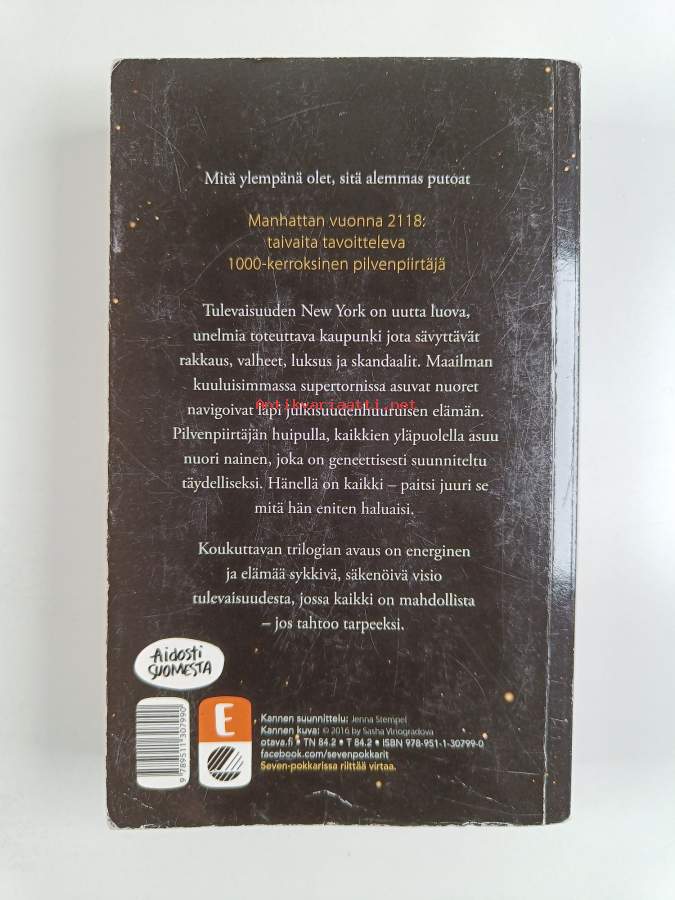 Mitä ylempänä olet, sitä alemmas putoat
Manhattan vuonna 2118:
taivaita tavoitteleva
1000-kerroksinen pilvenpiirtäjä
Tulevaisuuden New York on uutta luova,
unelmia toteuttava kaupunki jota sävyttävät
rakkaus, valheet, luksus ja skandaalit. Maailman
kuuluisimmassa supertornissa asuvat nuoret
Antikvariaatti.net
navigoivat läpi julkisuudenhuuruisen elämän.
Pilvenpiirtäjän huipulla, kaikkien yläpuolella asuu
nuori nainen, joka on geneettisesti suunniteltu
täydelliseksi. Hänellä on kaikki – paitsi juuri se
mitä hän eniten haluaisi.
Koukuttavan trilogian avaus on energinen
ja elämää sykkivä, säkenöivä visio
tulevaisuudesta, jossa kaikki on mahdollista
– jos tahtoo tarpeeksi.
Aidosti
SUOMESTA
9 789511 307990
E
Kannen suunnittelu: Jenna Stempel
Kannen kuva: © 2016 by Sasha Vinogradova
otava.fi • TN 84.2 • T 84.2 • ISBN 978-951-1-30799-0
facebook.com/sevenpokkarit
Seven-pokkarissa riittää virtaa.